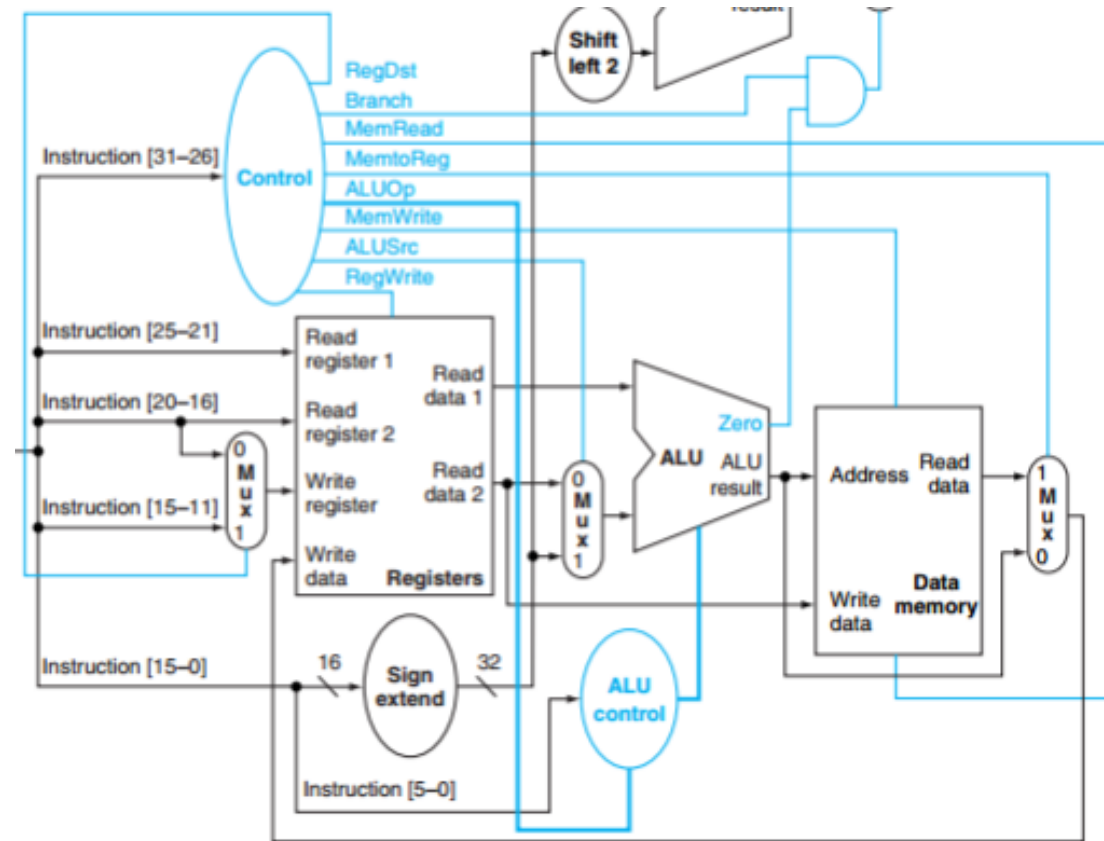 result
Shift
left 2
RegDst
Branch
MemRead
MemtoReg
ALUOp
MemWrite
ALUSrc
RegWrite
Instruction [31–26]
Control
Instruction [25–21]
Read
register 1
Read
data 1
Instruction [20–16]
Read
register 2
0
M
u
x
1
Write
register
Read
data 2
Instruction [15–11]
Write
data
Registers
0
M
u
x
1
Zero
ALU
ALU
result
Address
Read
data
Write
data
Data
memory
1
M
u
x
0
Instruction [15–0]
16
Sign
extend
32
ALU
control
Instruction [5–0]